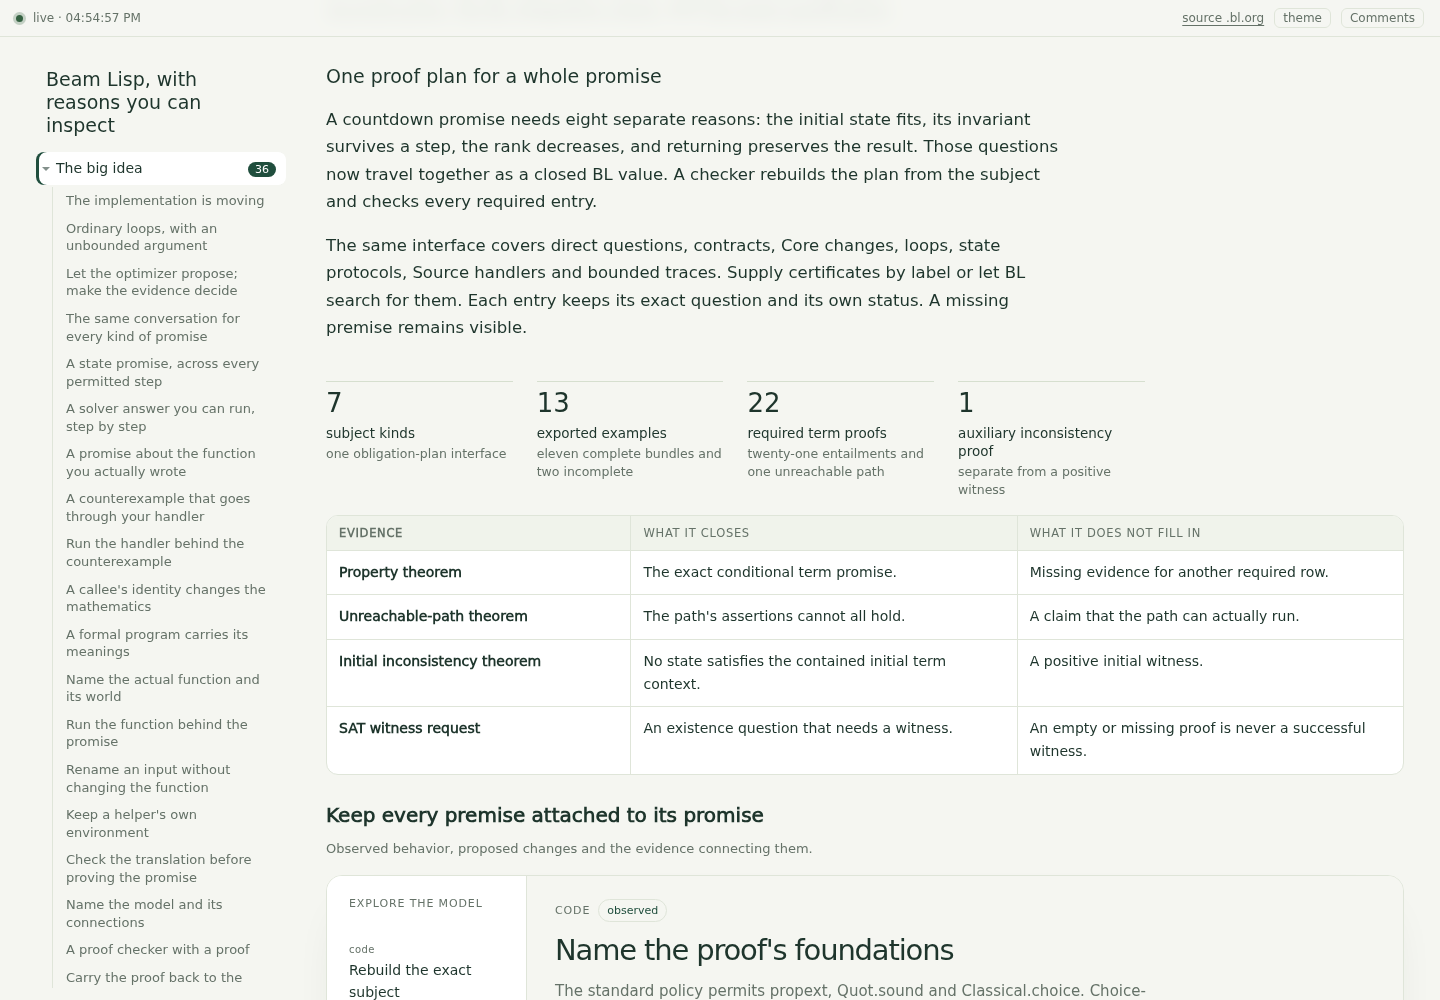 live · 04:54:57 PM
source .bl.org
theme
Comments
Beam Lisp, with
reasons you can
inspect
The big idea
36
The implementation is moving
Ordinary loops, with an
unbounded argument
Let the optimizer propose;
make the evidence decide
The same conversation for
every kind of promise
A state promise, across every
permitted step
A solver answer you can run,
step by step
A promise about the function
you actually wrote
A counterexample that goes
through your handler
Run the handler behind the
counterexample
A callee's identity changes the
mathematics
A formal program carries its
meanings
Name the actual function and
its world
Run the function behind the
promise
Rename an input without
changing the function
Keep a helper's own
environment
Check the translation before
proving the promise
Name the model and its
connections
A proof checker with a proof
Carry the proof back to the
One proof plan for a whole promise
A countdown promise needs eight separate reasons: the initial state fits, its invariant
survives a step, the rank decreases, and returning preserves the result. Those questions
now travel together as a closed BL value. A checker rebuilds the plan from the subject
and checks every required entry.
The same interface covers direct questions, contracts, Core changes, loops, state
protocols, Source handlers and bounded traces. Supply certificates by label or let BL
search for them. Each entry keeps its exact question and its own status. A missing
premise remains visible.
7
subject kinds
one obligation-plan interface
13
exported examples
eleven complete bundles and
two incomplete
22
required term proofs
twenty-one entailments and
one unreachable path
1
auxiliary inconsistency
proof
separate from a positive
witness
EVIDENCE
WHAT IT CLOSES
WHAT IT DOES NOT FILL IN
Property theorem
The exact conditional term promise.
Missing evidence for another required row.
Unreachable-path theorem
The path's assertions cannot all hold.
A claim that the path can actually run.
Initial inconsistency theorem
No state satisfies the contained initial term
context.
A positive initial witness.
SAT witness request
An existence question that needs a witness.
An empty or missing proof is never a successful
witness.
Keep every premise attached to its promise
Observed behavior, proposed changes and the evidence connecting them.
EXPLORE THE MODEL
code
Rebuild the exact
subject
CODE
observed
Name the proof's foundations
The standard policy permits propext, Quot.sound and Classical.choice. Choice-